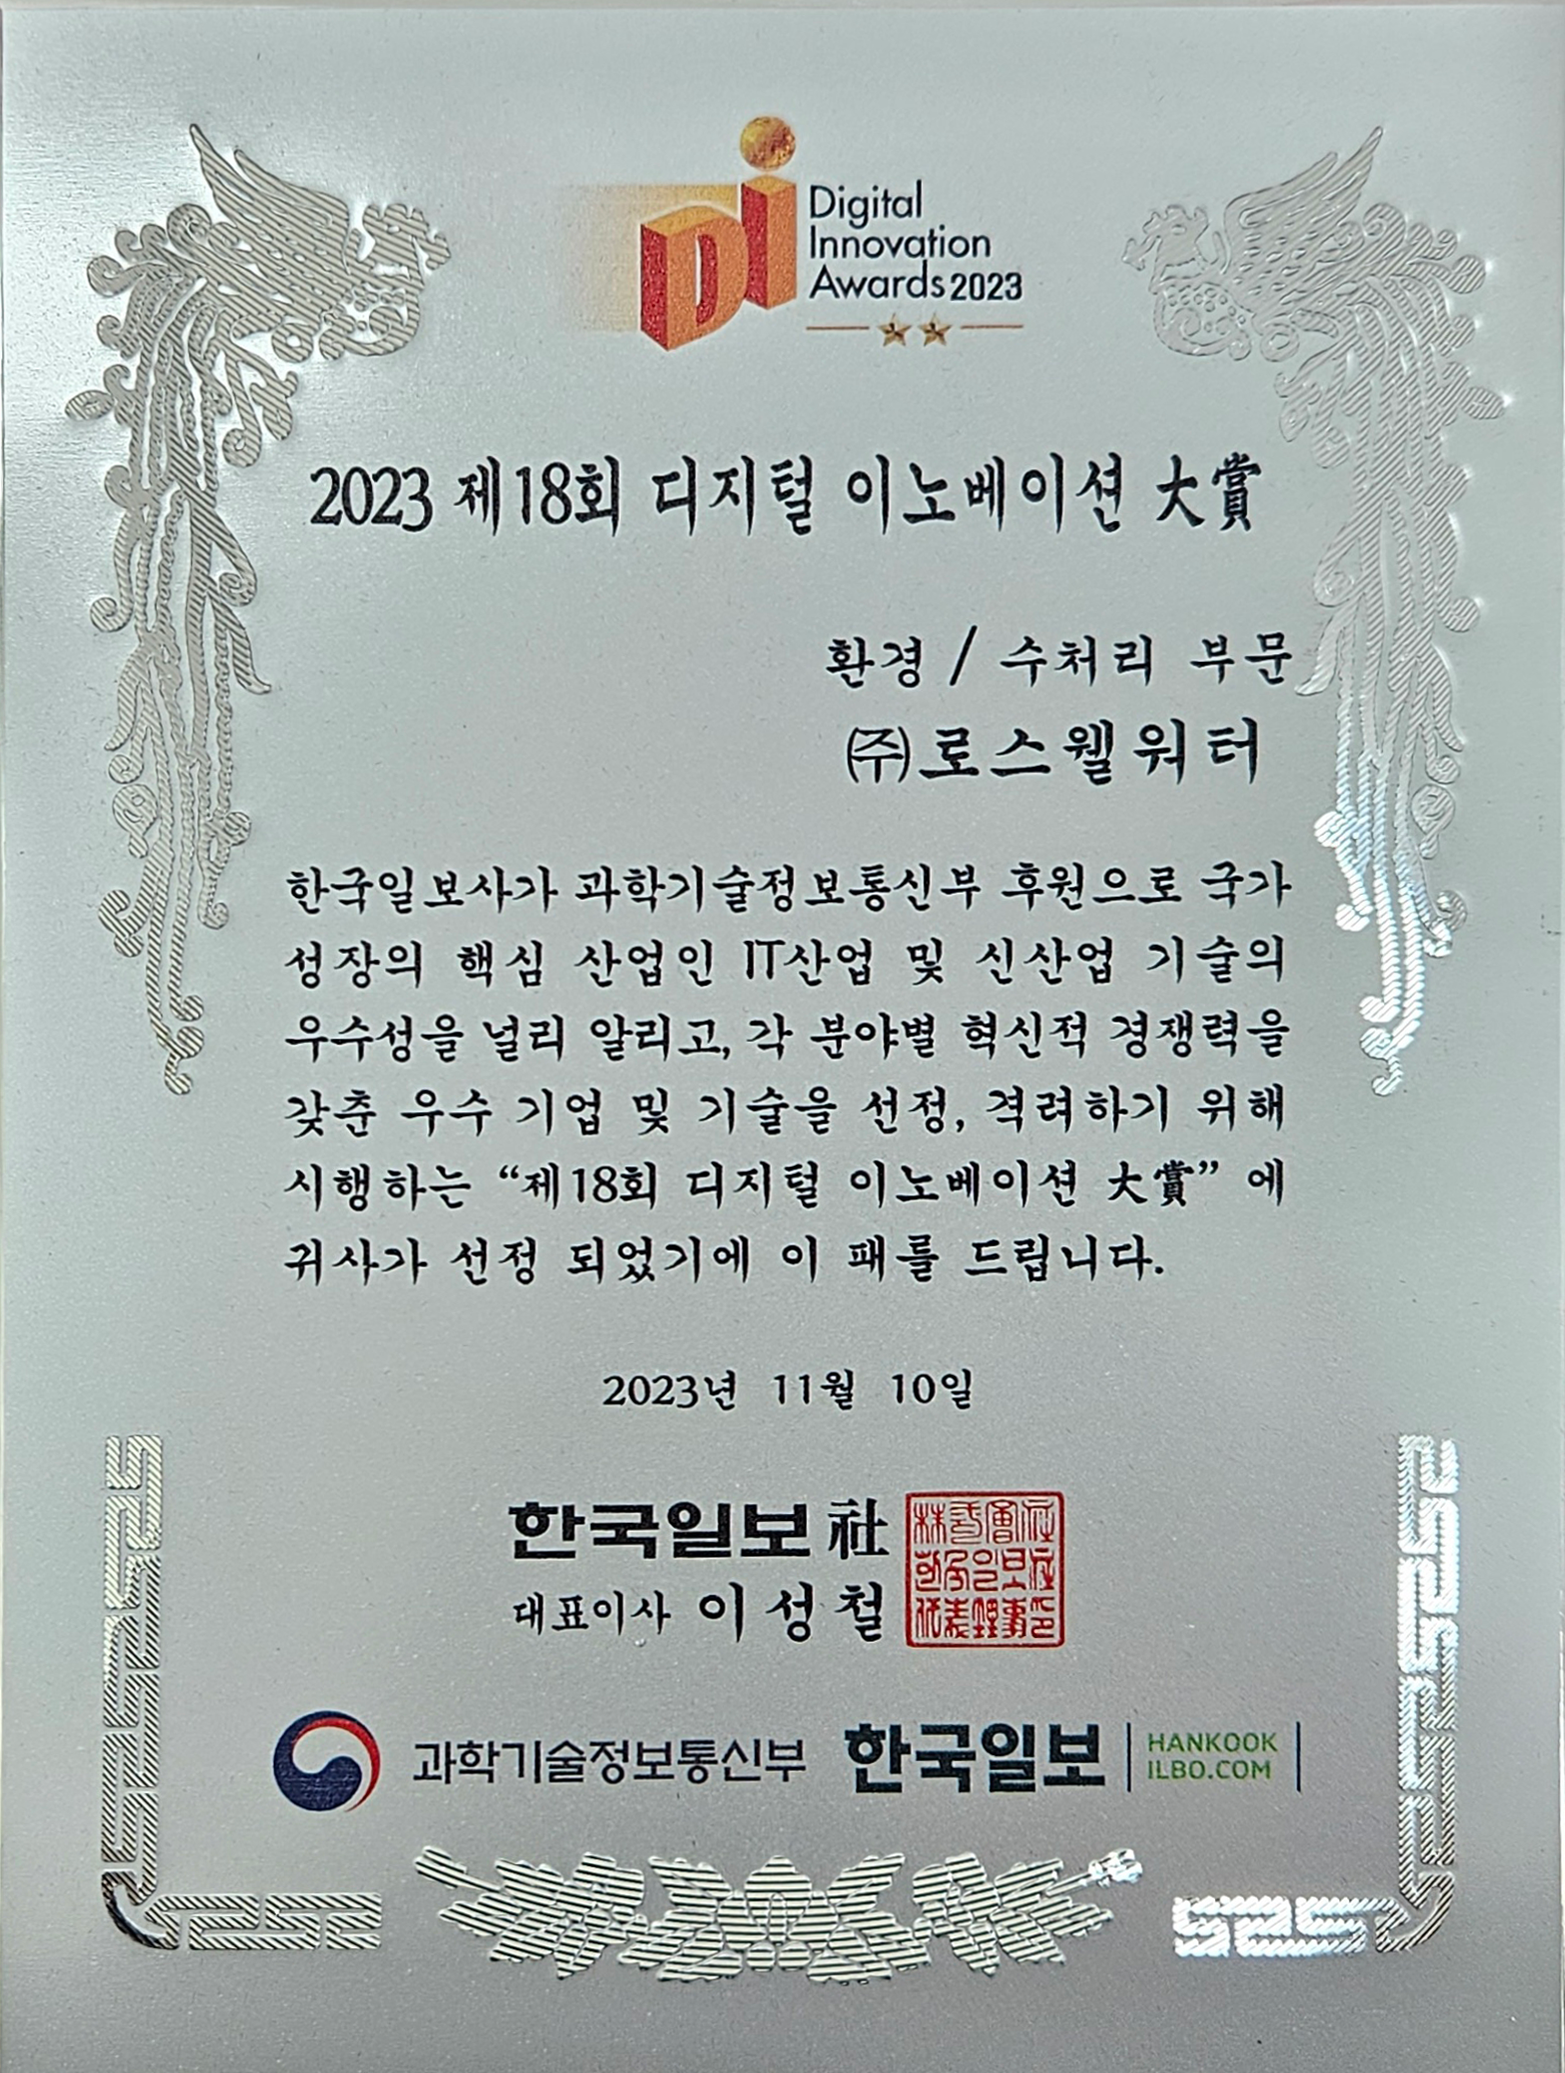 Digital
Innovation
Awards 2023
2023 제18회 디지털 이노베이션 大賞
환경 / 수처리 부문
㈜로스웰워터
한국일보사가 과학기술정보통신부 후원으로 국가
성장의 핵심 산업인 IT산업 및 신산업 기술의
우수성을 널리 알리고, 각 분야별 혁신적 경쟁력을
갖춘 우수 기업 및 기술을 선정, 격려하기 위해
시행하는 “제18회 디지털 이노베이션 大賞” 에
귀사가 선정 되었기에 이 패를 드립니다.
2023년 11월 10일
한국일보社
대표이사 이성철
과학기술정보통신부 한국일보 HANKOOK
ILBO.COM